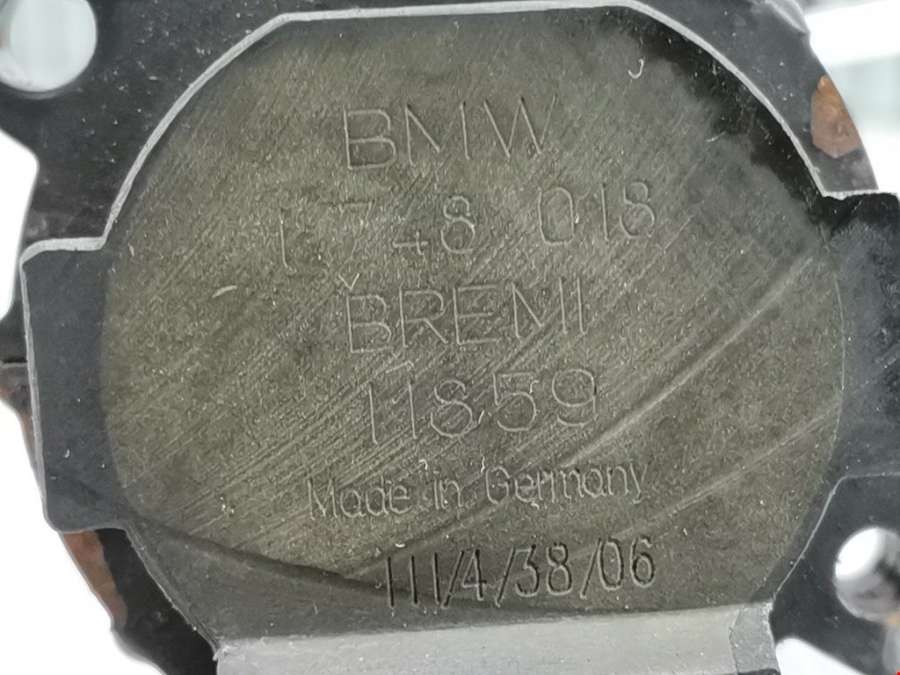 BMW
1 748 018
BREMI
11859
Made in Germany
111/4/38/06